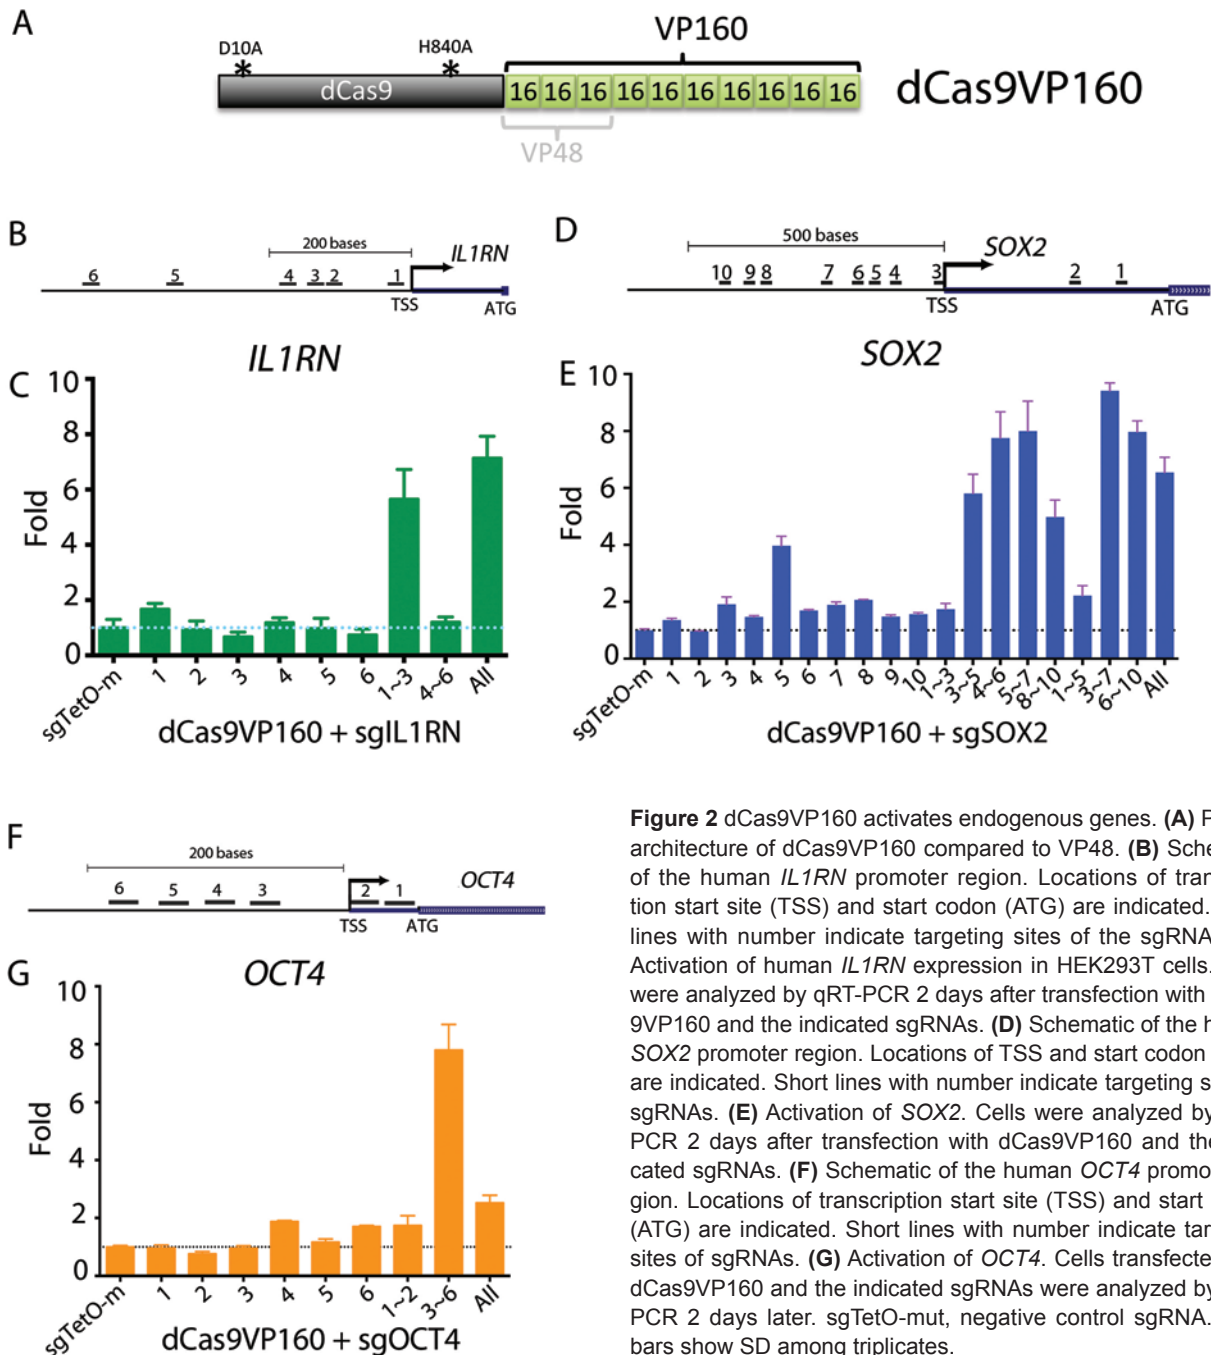 A
D10A
H840A
VP160
dCas9
16 16 16 16 16 16 16 16 16 16
dCas9VP160
VP48
B
200 bases
IL1RN
6 5 4 3 2 1
TSS
ATG
C
IL1RN
Fold
10
8
6
4
2
0
sgTetO-m 1 2 3 4 5 6 1~3 4~6 All
dCas9VP160 + sgIL1RN
D
500 bases
SOX2
10 9 8 7 6 5 4 3 2 1
TSS
ATG
E
SOX2
Fold
10
8
6
4
2
0
sgTetO-m 1 2 3 4 5 6 7 8 9 10 1~3 3~5 4~6 5~7 8~10 1~5 3~7 6~10 All
dCas9VP160 + sgSOX2
F
200 bases
6 5 4 3 2 1
OCT4
TSS
ATG
G
OCT4
Fold
10
8
6
4
2
0
sgTetO-m 1 2 3 4 5 6 1~2 3~6 All
dCas9VP160 + sgOCT4
Figure 2 dCas9VP160 activates endogenous genes. (A) P
architecture of dCas9VP160 compared to VP48. (B) Sche
of the human IL1RN promoter region. Locations of tran
tion start site (TSS) and start codon (ATG) are indicated.
lines with number indicate targeting sites of the sgRNA
Activation of human IL1RN expression in HEK293T cells.
were analyzed by qRT-PCR 2 days after transfection with
9VP160 and the indicated sgRNAs. (D) Schematic of the h
SOX2 promoter region. Locations of TSS and start codon
are indicated. Short lines with number indicate targeting s
sgRNAs. (E) Activation of SOX2. Cells were analyzed by
PCR 2 days after transfection with dCas9VP160 and the
cated sgRNAs. (F) Schematic of the human OCT4 promo
gion. Locations of transcription start site (TSS) and start
(ATG) are indicated. Short lines with number indicate tar
sites of sgRNAs. (G) Activation of OCT4. Cells transfecte
dCas9VP160 and the indicated sgRNAs were analyzed by
PCR 2 days later. sgTetO-mut, negative control sgRNA.
bars show SD among triplicates.